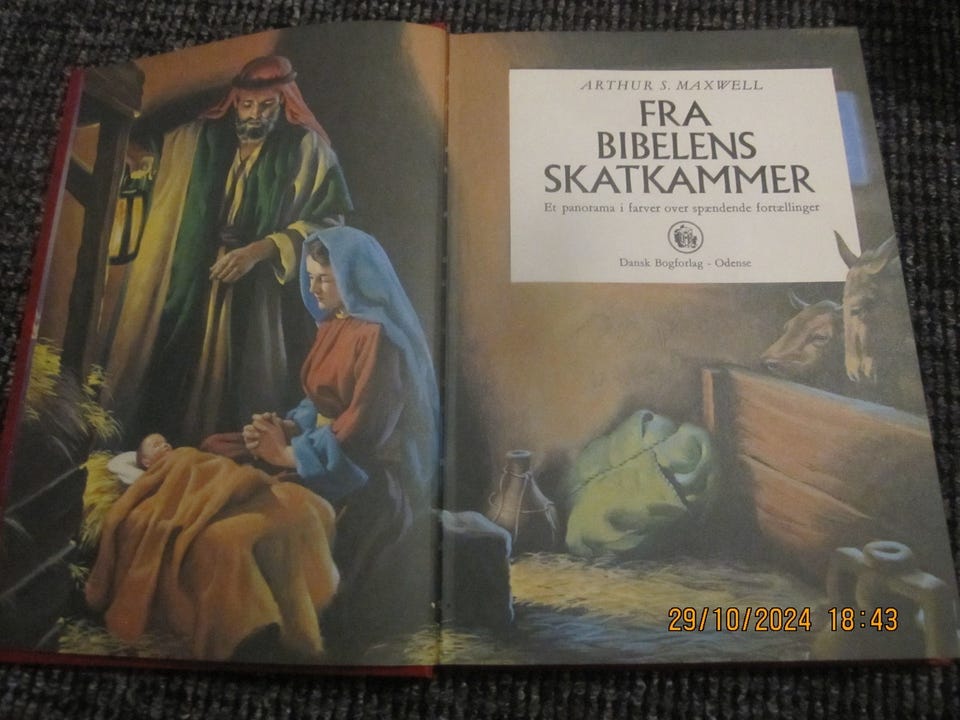 ARTHUR S. MAXWELL
FRA
BIBELENS
SKATKAMMER
Et panorama i farver over spændende fortællinger
Dansk Bogforlag - Odense
29/10/2024 18:43